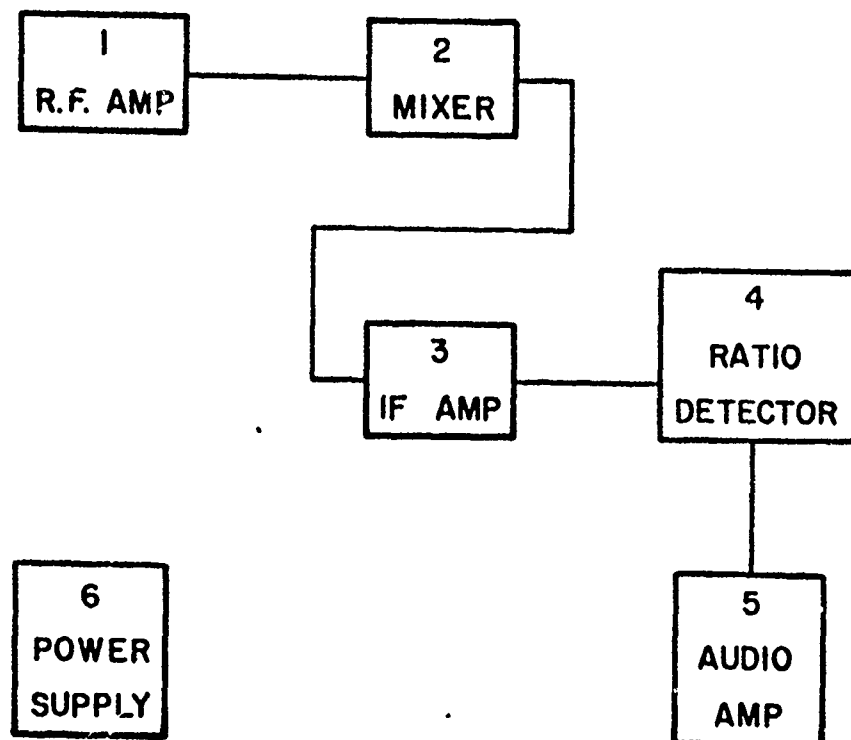 1
R.F. AMP
2
MIXER
3
IF AMP
4
RATIO
DETECTOR
5
AUDIO
AMP
6
POWER
SUPPLY